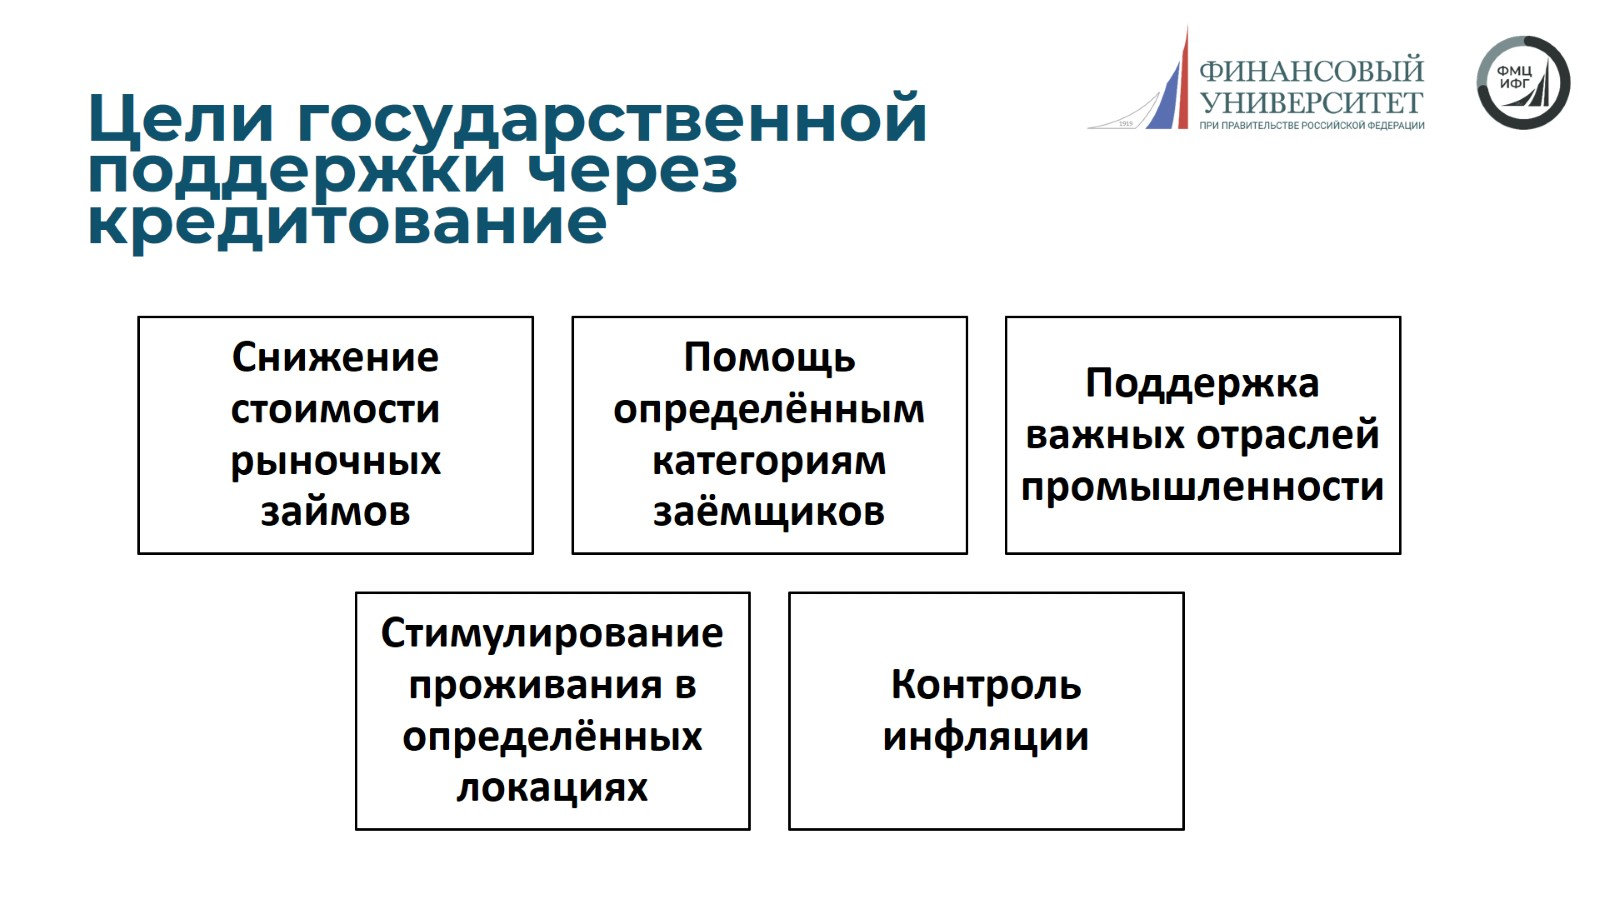 ФИНАНСОВЫЙ
УНИВЕРСИТЕТ
ПРИ ПРАВИТЕЛЬСТВЕ РОССИЙСКОЙ ФЕДЕРАЦИИ
1919
ФМЦ
ИФГ
Цели государственной
поддержки через
кредитование
Снижение
стоимости
рыночных
займов
Помощь
определённым
категориям
заёмщиков
Поддержка
важных отраслей
промышленности
Стимулирование
проживания в
определённых
локациях
Контроль
инфляции